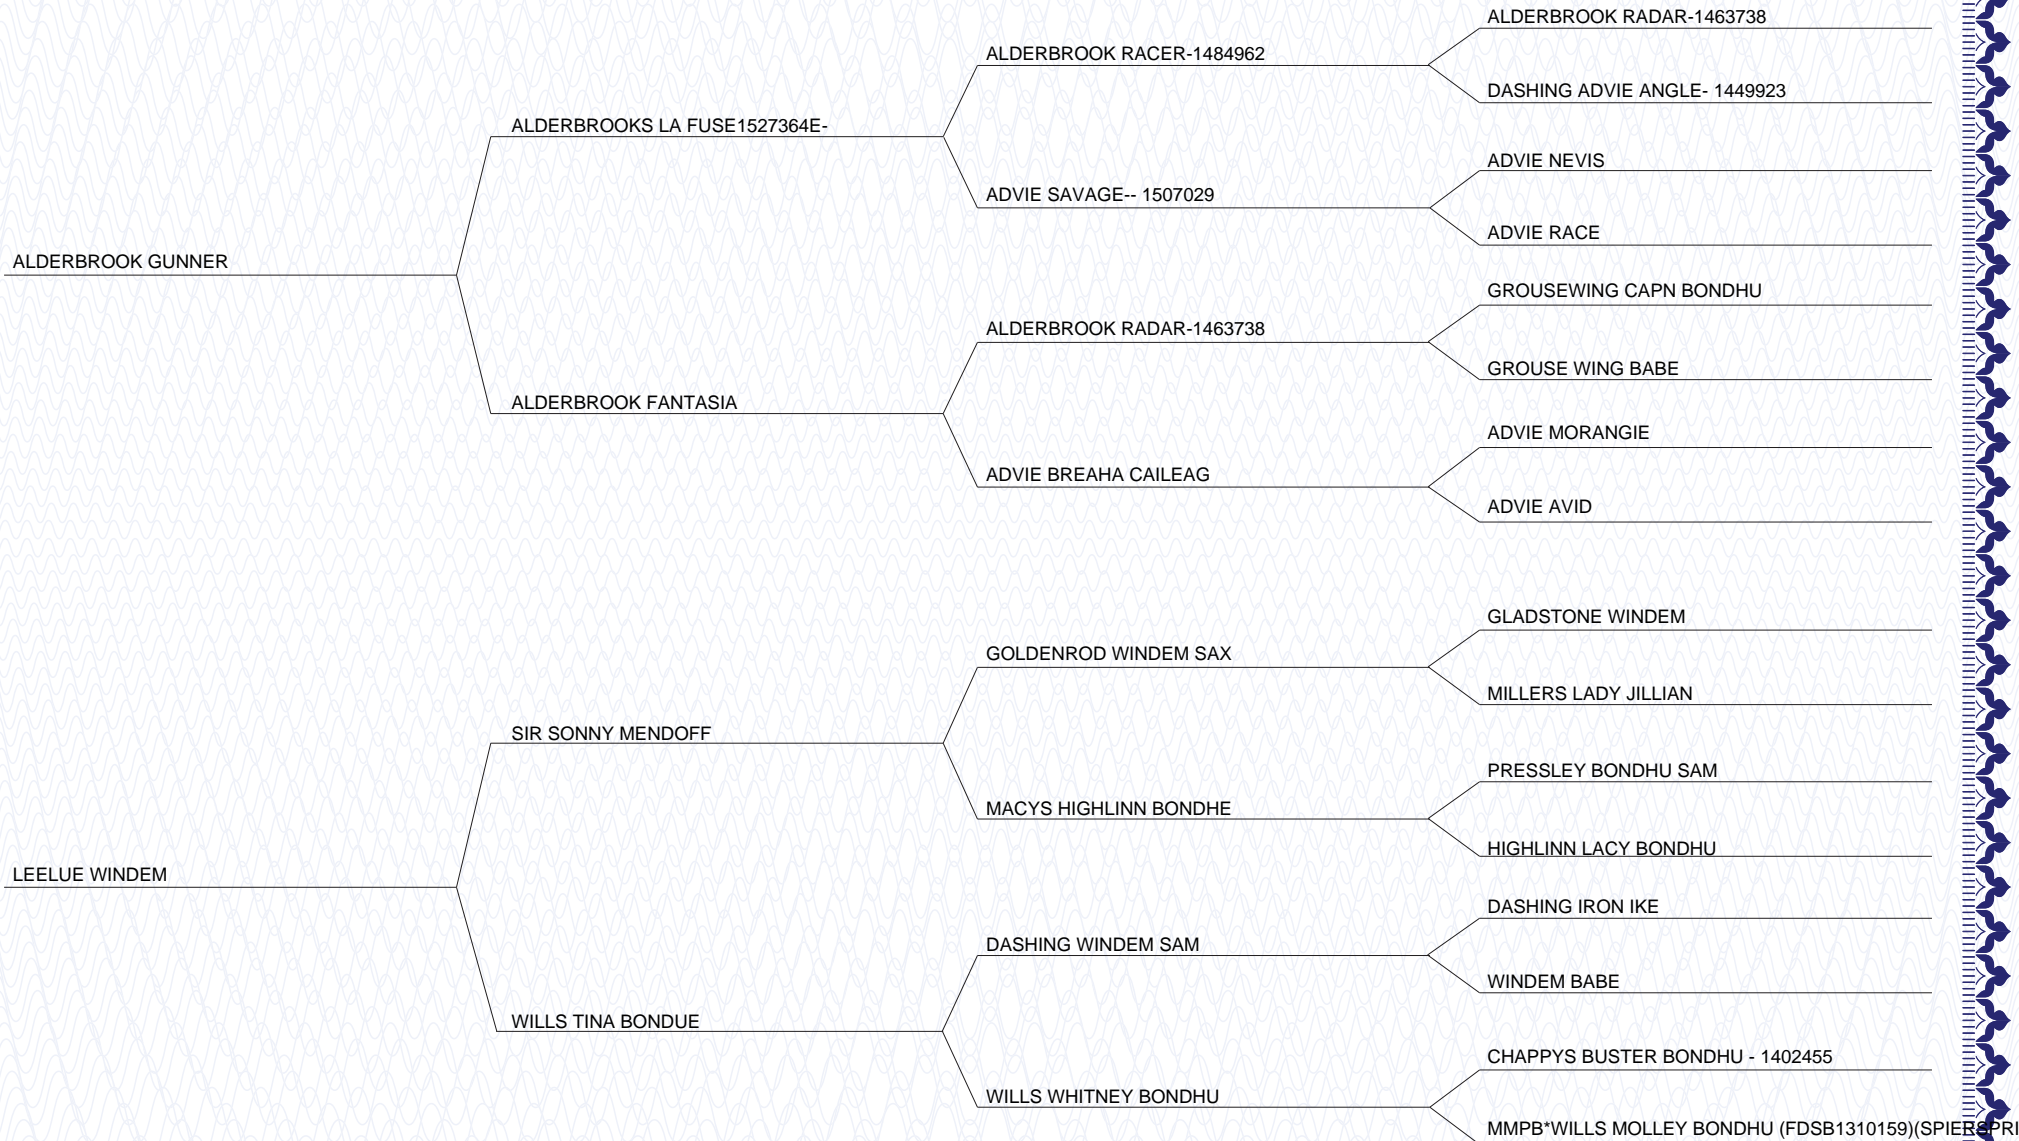 ALDERBROOK RADAR-1463738
ALDERBROOK RACER-1484962
DASHING ADVIE ANGLE- 1449923
ALDERBROOKS LA FUSE1527364E-
ADVIE NEVIS
ADVIE SAVAGE-- 1507029
ADVIE RACE
ALDERBROOK GUNNER
GROUSEWING CAPN BONDHU
ALDERBROOK RADAR-1463738
GROUSE WING BABE
ALDERBROOK FANTASIA
ADVIE MORANGIE
ADVIE BREAHA CAILEAG
ADVIE AVID
GLADSTONE WINDEM
GOLDENROD WINDEM SAX
MILLERS LADY JILLIAN
SIR SONNY MENDOFF
PRESSLEY BONDHU SAM
MACYS HIGHLINN BONDHE
HIGHLINN LACY BONDHU
LEELUE WINDEM
DASHING IRON IKE
DASHING WINDEM SAM
WINDEM BABE
WILLS TINA BONDUE
CHAPPYS BUSTER BONDHU - 1402455
WILLS WHITNEY BONDHU
MMPB*WILLS MOLLEY BONDHU (FDSB1310159)(SPIERSPRI